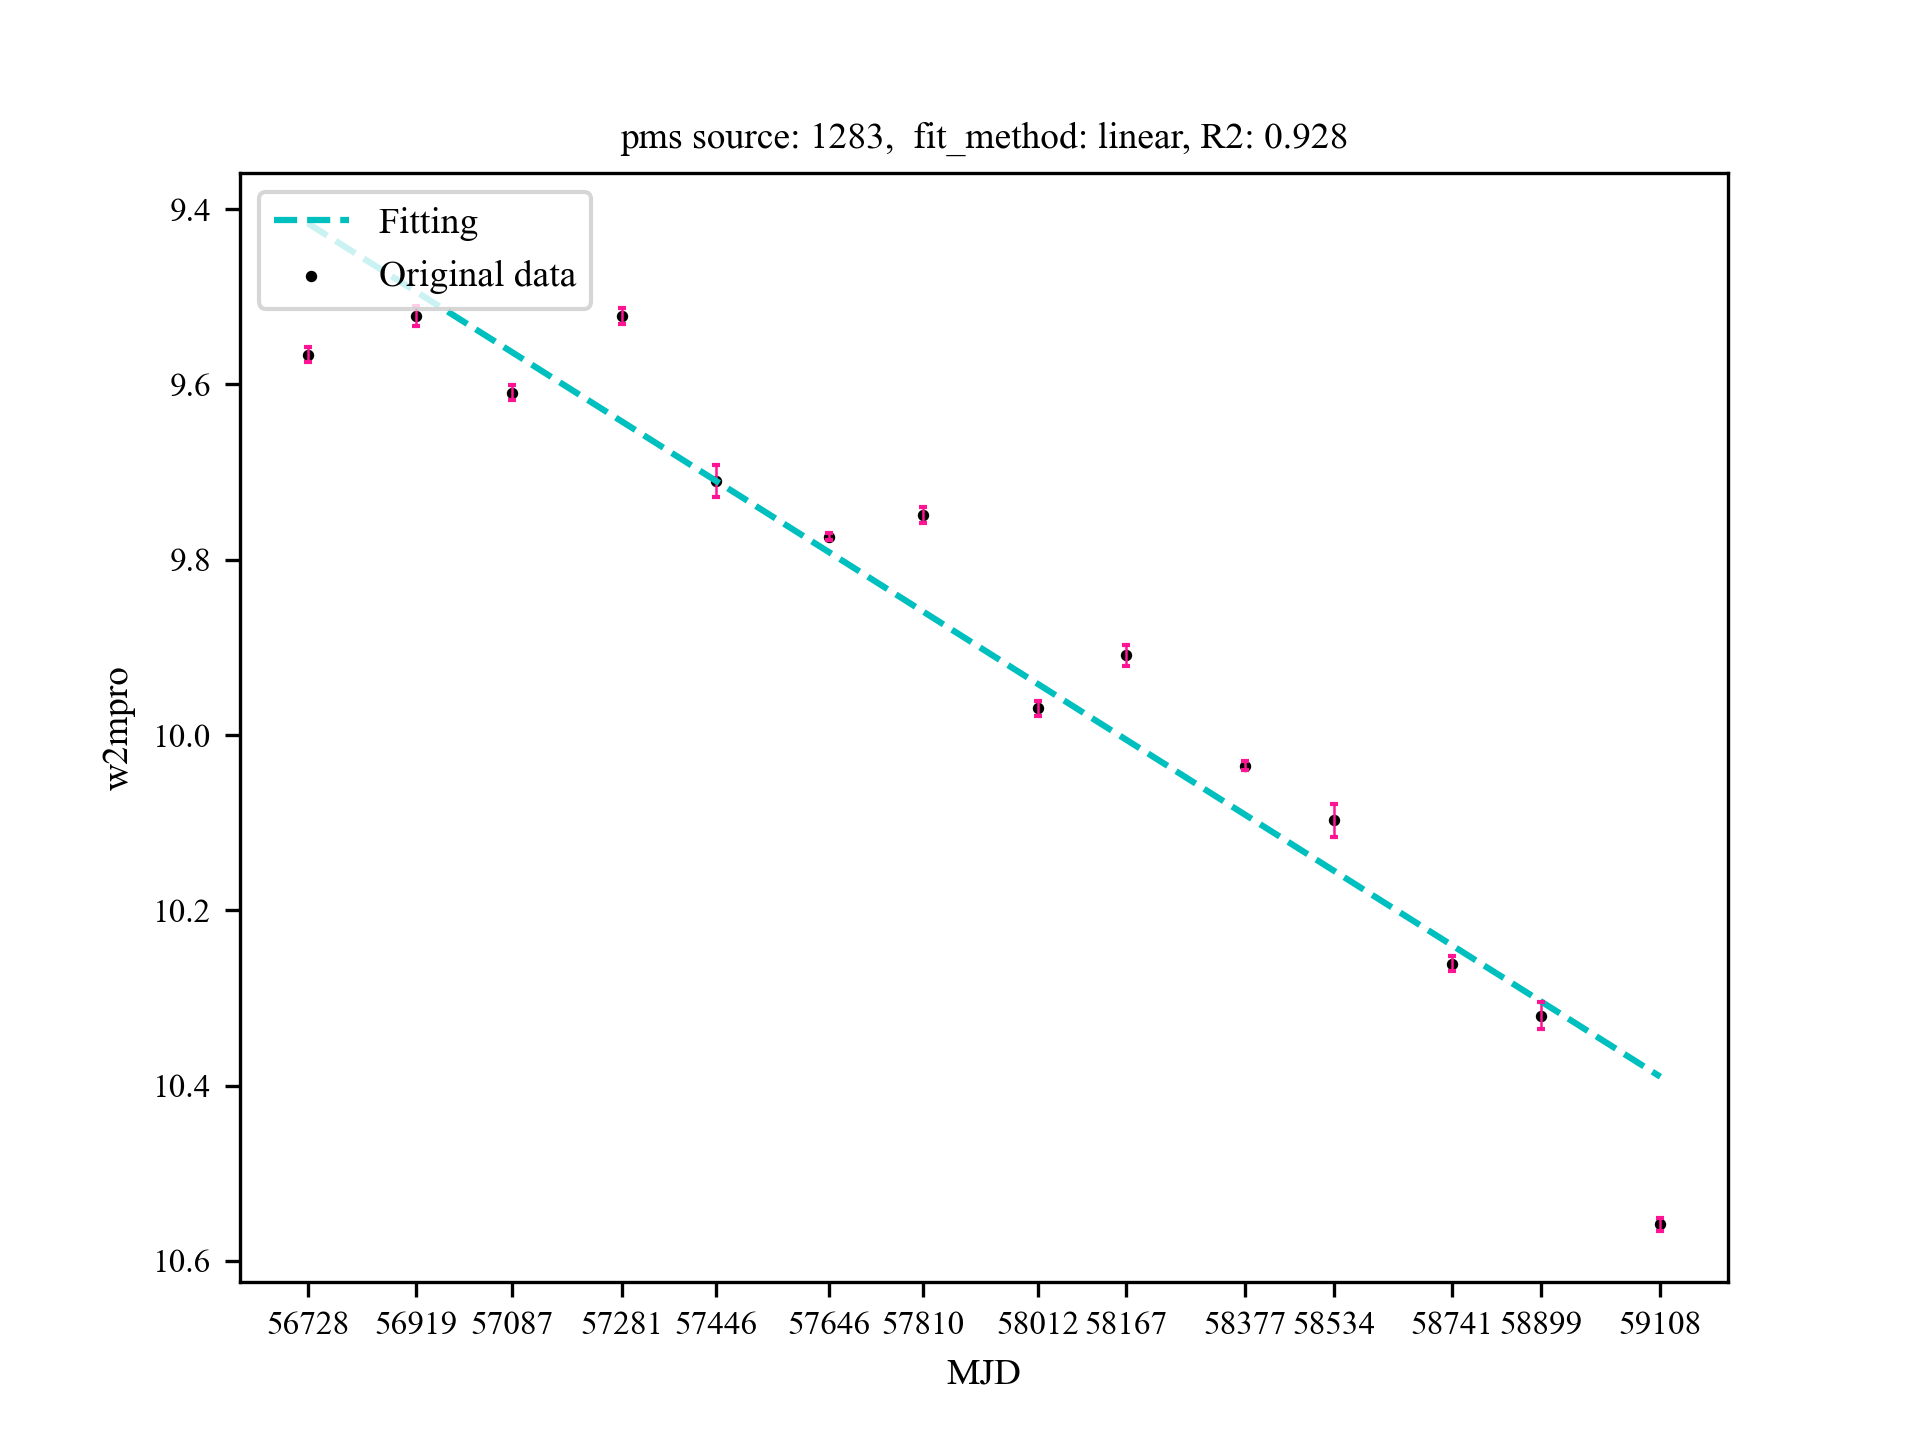 pms source: 1283,  fit_method: linear, R2: 0.928
Fitting
Original data
9.4
9.6
9.8
10.0
10.2
10.4
10.6
w2mpro
56728 56919 57087 57281 57446 57646 57810 58012 58167 58377 58534 58741 58899 59108
MJD